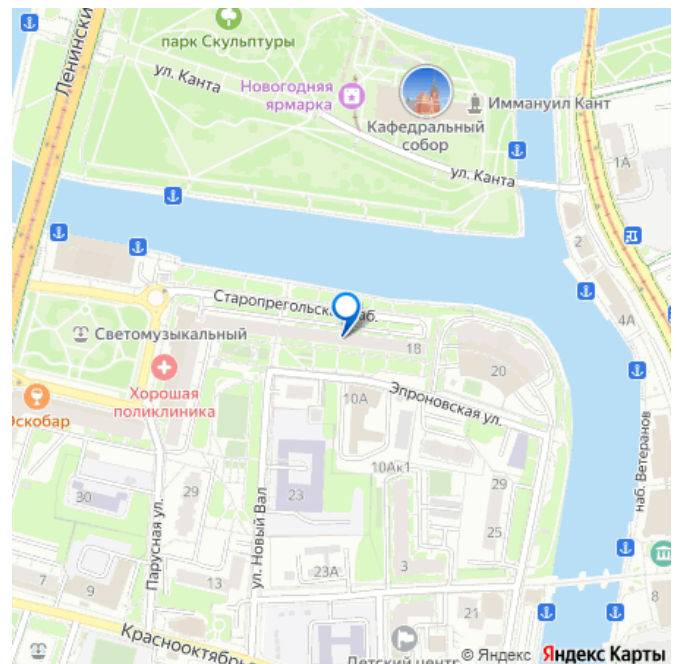 парк Скульптуры
Ленински
ул. Канта
Новогодняя
ярмарка
Иммануил Кант
Кафедральный
собор
1А
ул. Канта
2
Старопрегольская наб.
4А
Светомузыкальный
18
20
Хорошая
поликлиника
Эпроновская ул.
10А
Эскобар
наб. Ветеранов
10Ак1
29
29
30
23
25
Парусная ул.
ул. Новый Вал
3
23А
7
9
13
8
21
Краснооктябрь
Детский центр
© Яндекс Яндекс Карты